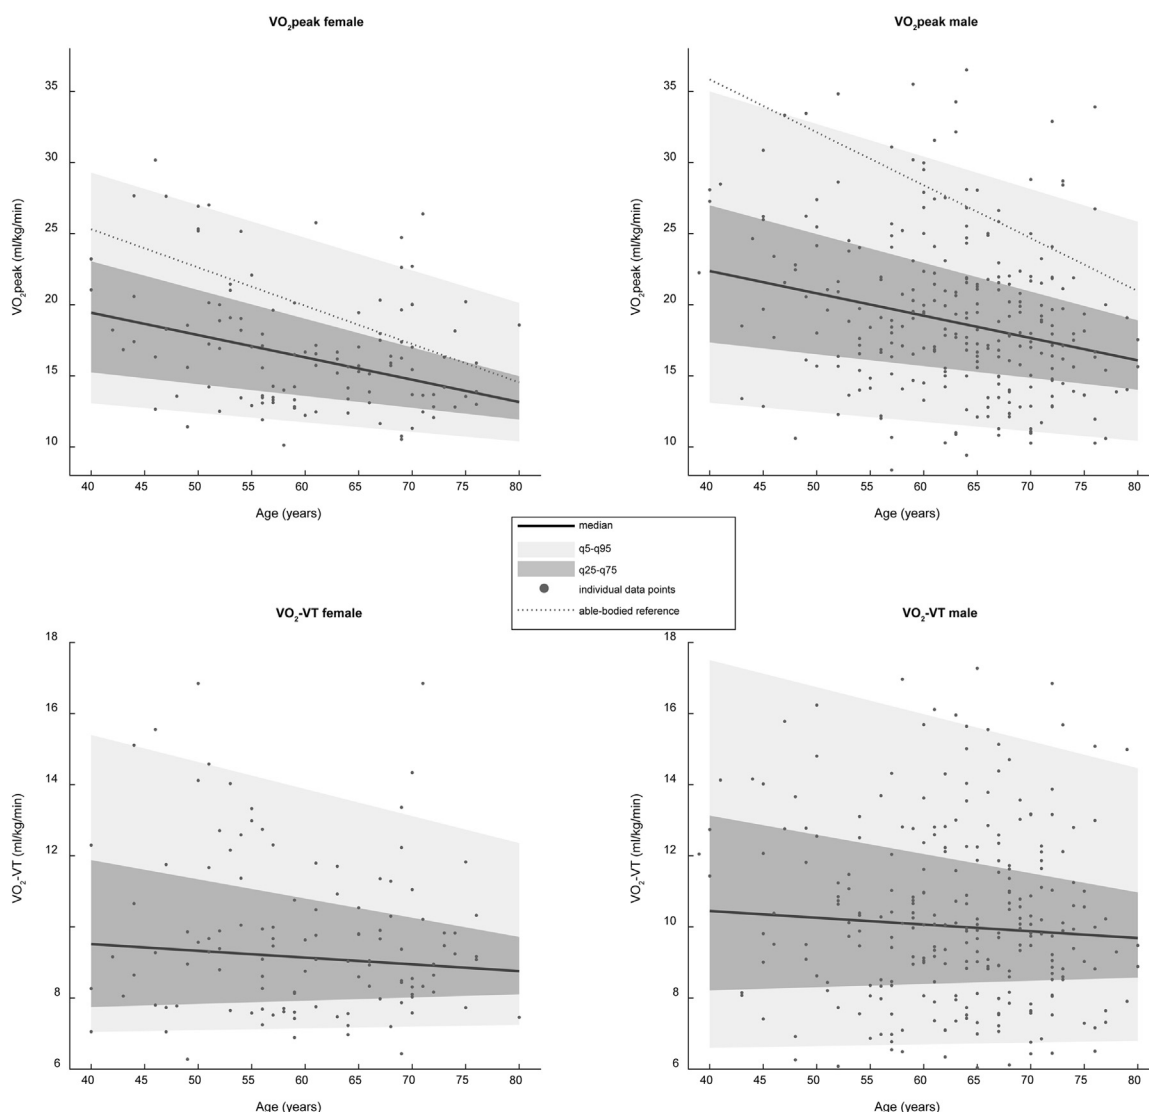 VO2peak female
35
30
25
20
15
10
VO2peak (ml/kg/min)
40 45 50 55 60 65 70 75 80
Age (years)
VO2peak male
35
30
25
20
15
10
VO2peak (ml/kg/min)
40 45 50 55 60 65 70 75 80
Age (years)
median
q5-q95
q25-q75
individual data points
able-bodied reference
VO2-VT female
18
16
14
12
10
8
6
VO2-VT (ml/kg/min)
40 45 50 55 60 65 70 75 80
Age (years)
VO2-VT male
18
16
14
12
10
8
6
VO2-VT (ml/kg/min)
40 45 50 55 60 65 70 75 80
Age (years)